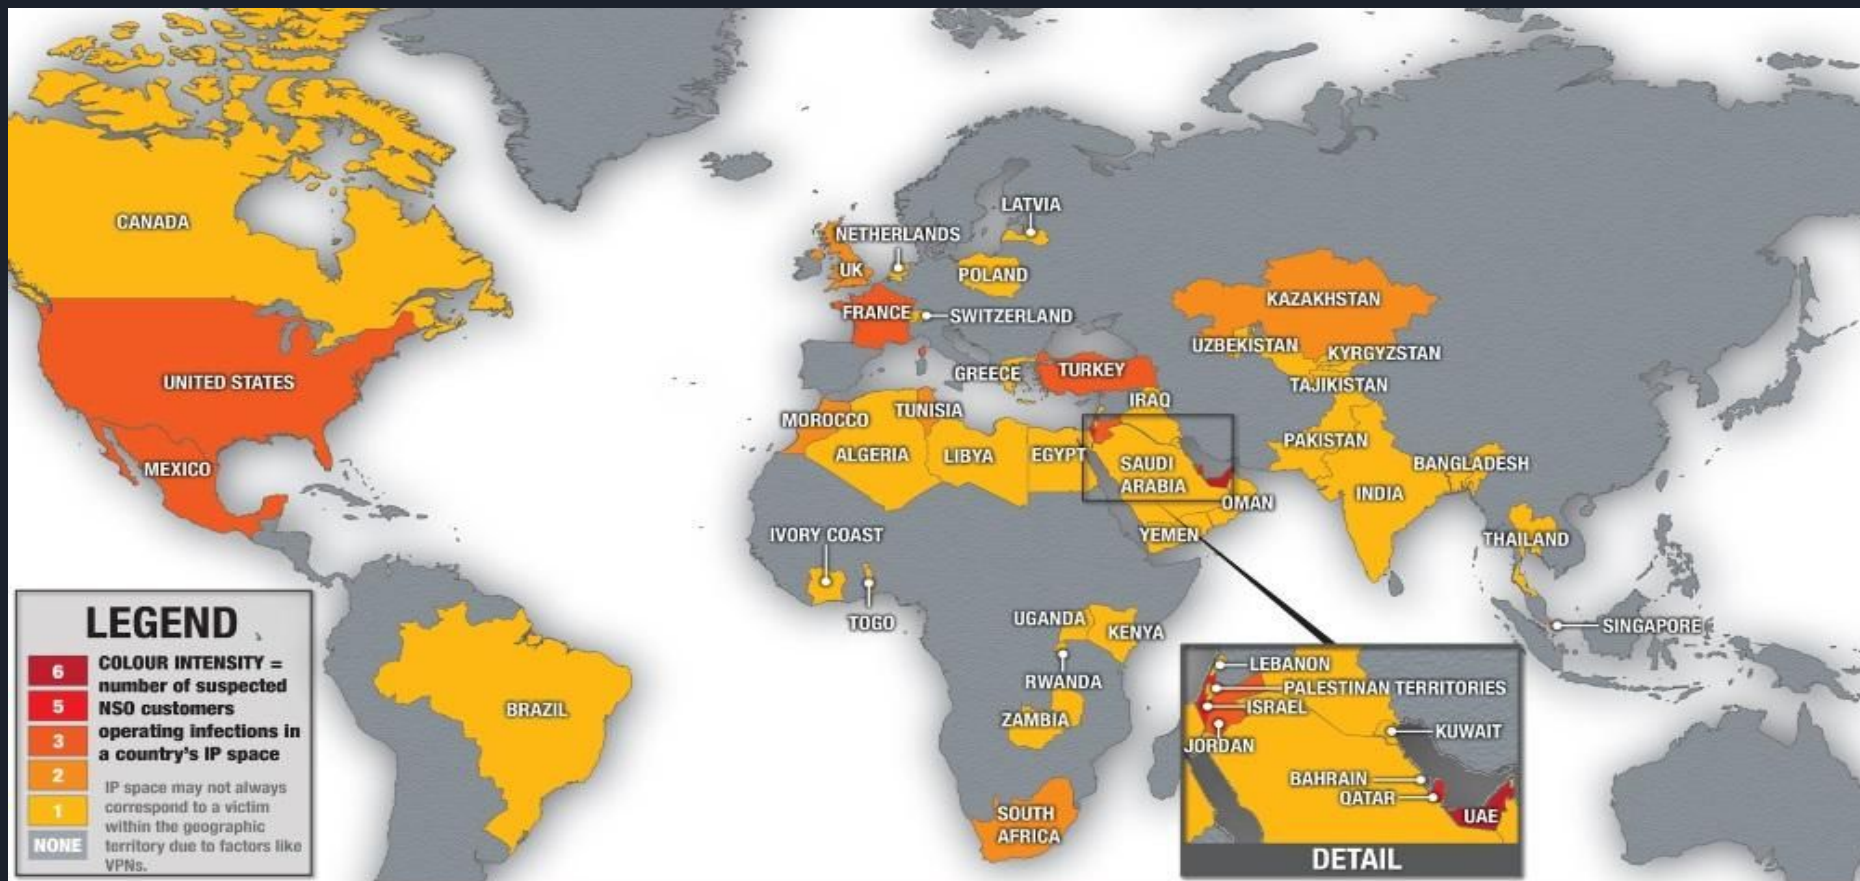 CANADA
UNITED STATES
MEXICO
BRAZIL
LATVIA
NETHERLANDS
UK
POLAND
FRANCE
SWITZERLAND
GREECE
TURKEY
KAZAKHSTAN
UZBEKISTAN
KYRGYZSTAN
TAJIKISTAN
MOROCCO
TUNISIA
IRAQ
ALGERIA
LIBYA
EGYPT
SAUDI
ARABIA
PAKISTAN
BANGLADESH
INDIA
OMAN
YEMEN
THAILAND
IVORY COAST
TOGO
UGANDA
KENYA
RWANDA
ZAMBIA
SOUTH
AFRICA
SINGAPORE
LEGEND
6
5
3
2
1
NONE
COLOUR INTENSITY =
number of suspected
NSO customers
operating infections in
a country's IP space
IP space may not always
correspond to a victim
within the geographic
territory due to factors like
VPNs.
LEBANON
PALESTINAN TERRITORIES
ISRAEL
JORDAN
KUWAIT
BAHRAIN
QATAR
UAE
DETAIL